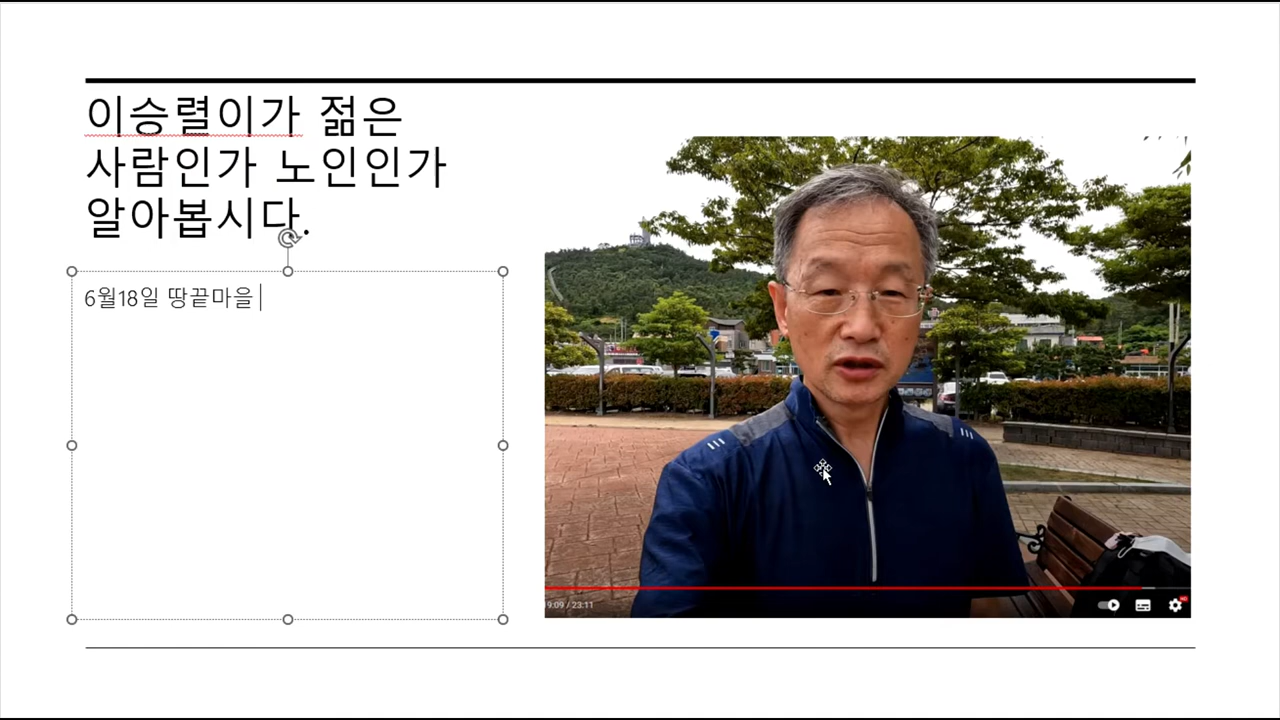 이승렬이가 젊은
사람인가 노인인가
알아봅시다.
6월18일 땅끝마을
19:09 / 23:11